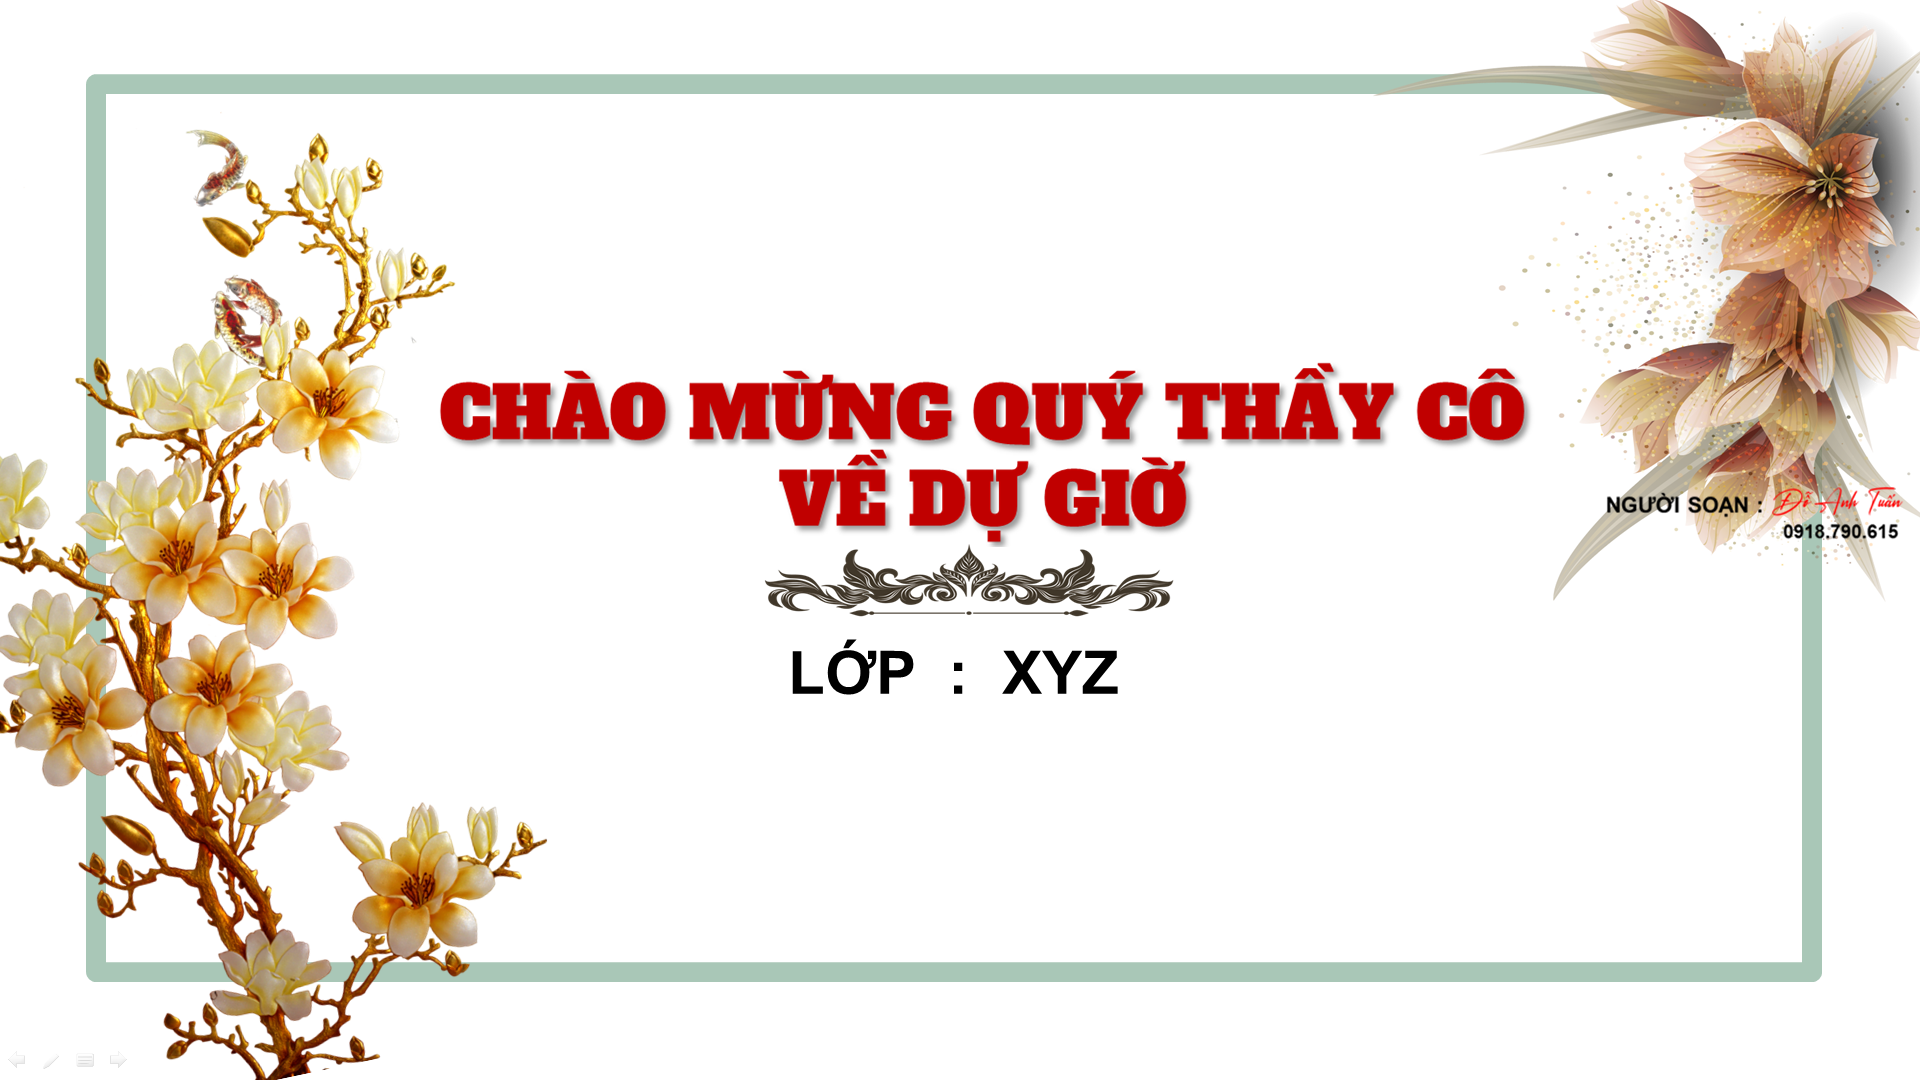 CHÀO MỪNG QUÝ THẦY CÔ
VỀ DỰ GIỜ
NGƯỜI SOẠN : Đỗ Anh Tuấn
0918.790.615
LỚP : XYZ